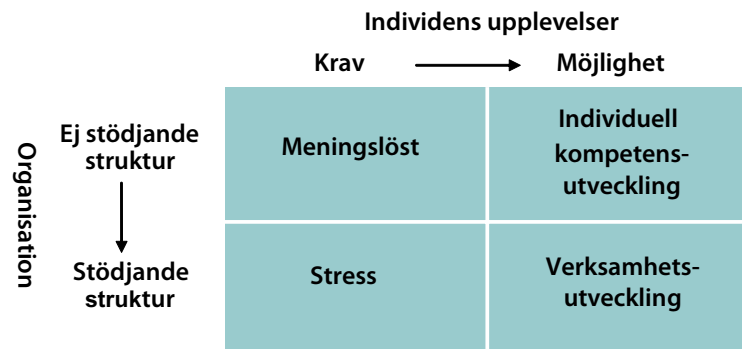 Individens upplevelser
Krav
Möjlighet
Organisation
Ej stödjande
struktur
Meningslöst
Individuell
kompetens-
utveckling
Stödjande
struktur
Stress
Verksamhets-
utveckling